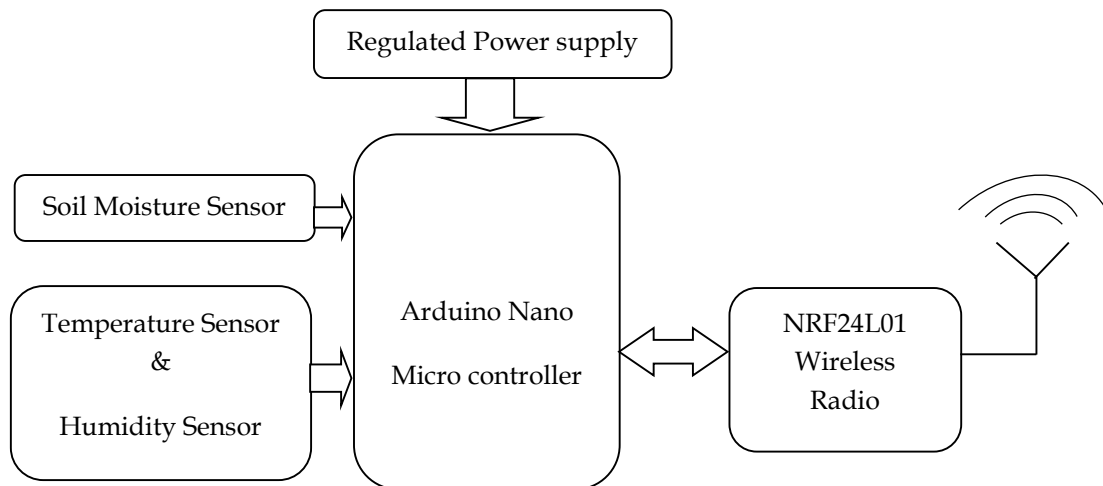 Regulated Power supply
Soil Moisture Sensor
Temperature Sensor
&
Humidity Sensor
Arduino Nano
Micro controller
NRF24L01
Wireless
Radio